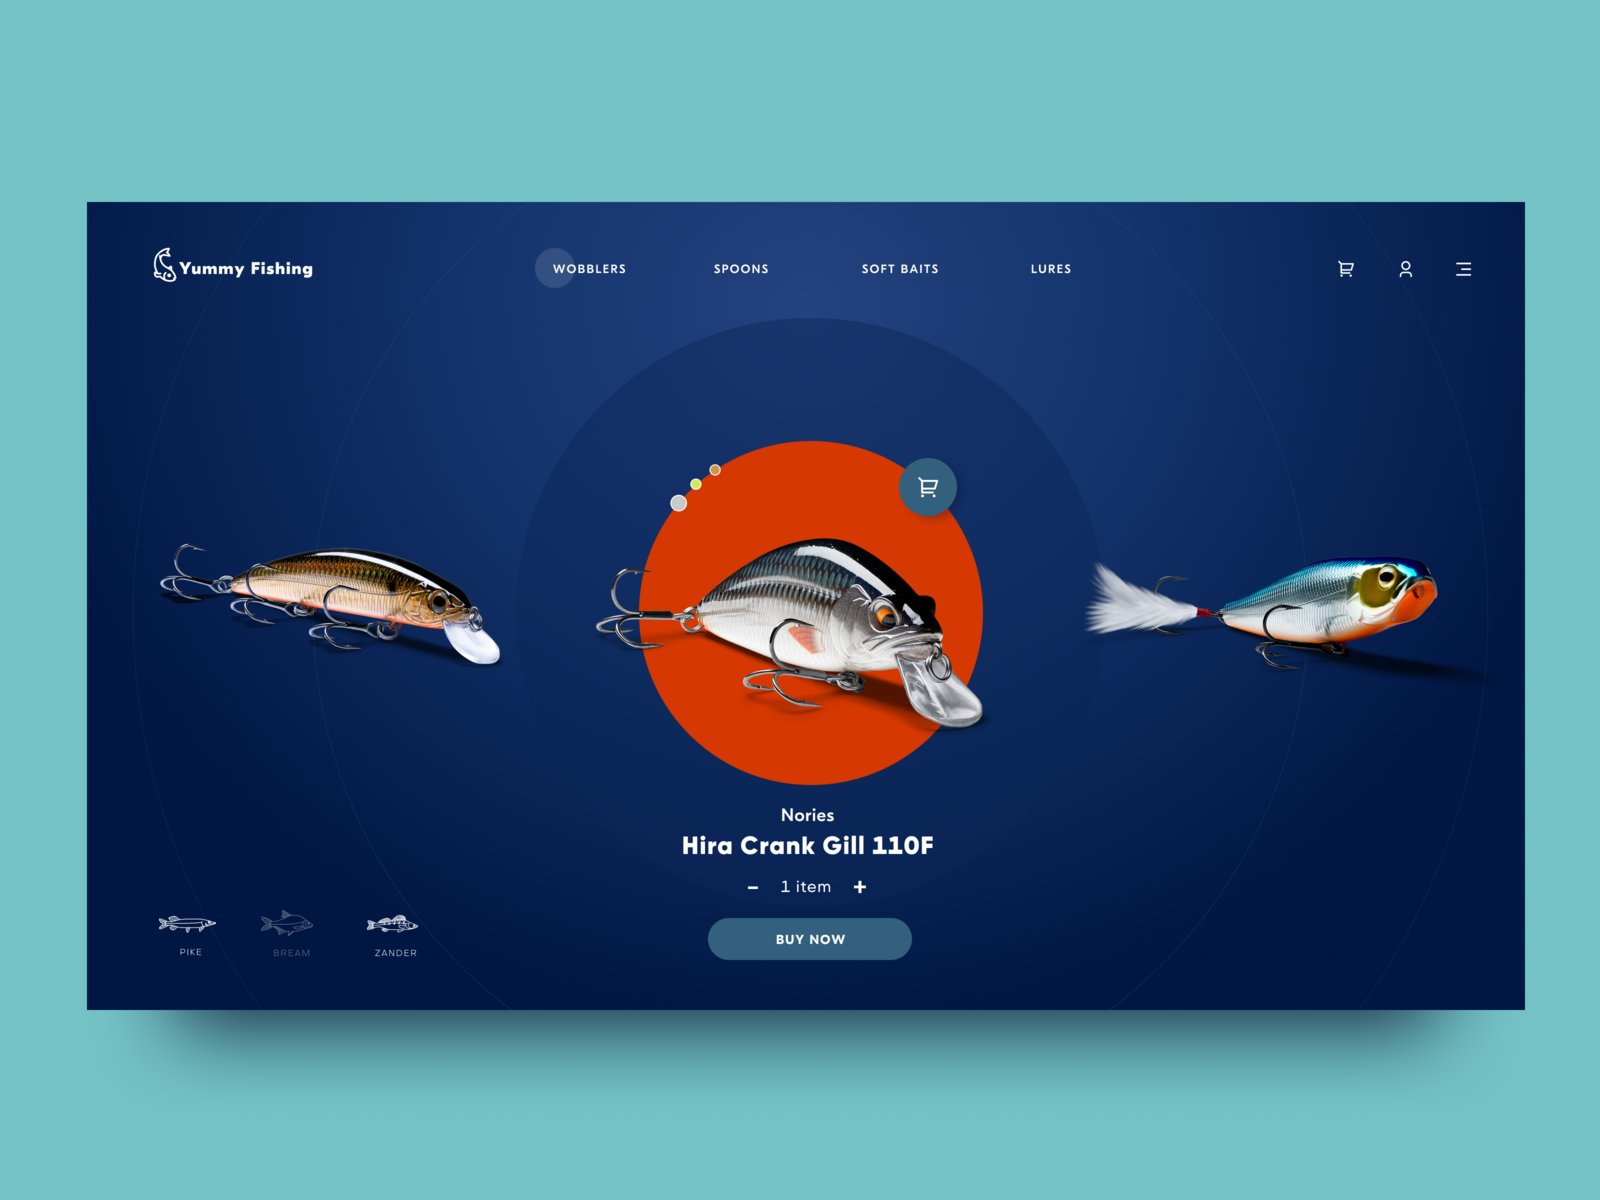 Yummy Fishing
WOBBLERS
SPOONS
SOFT BAITS
LURES
Nories
Hira Crank Gill 110F
– 1 item +
BUY NOW
PIKE
BREAM
ZANDER